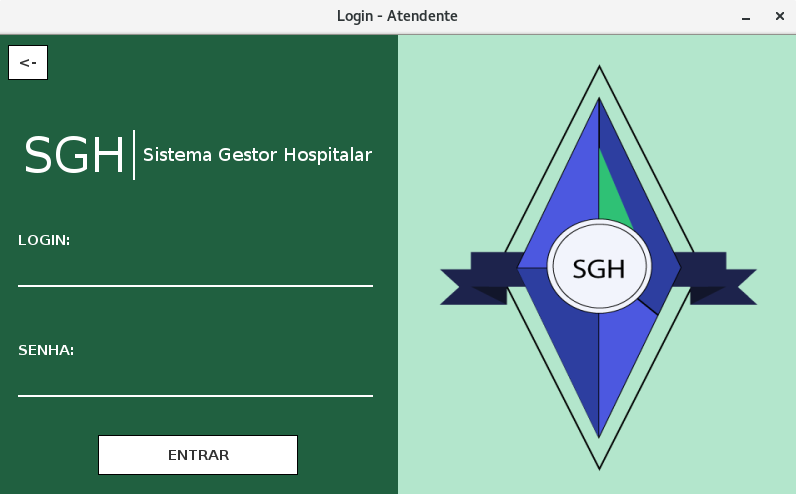 Login - Atendente
<-
SGH Sistema Gestor Hospitalar
LOGIN:
SENHA:
ENTRAR
SGH